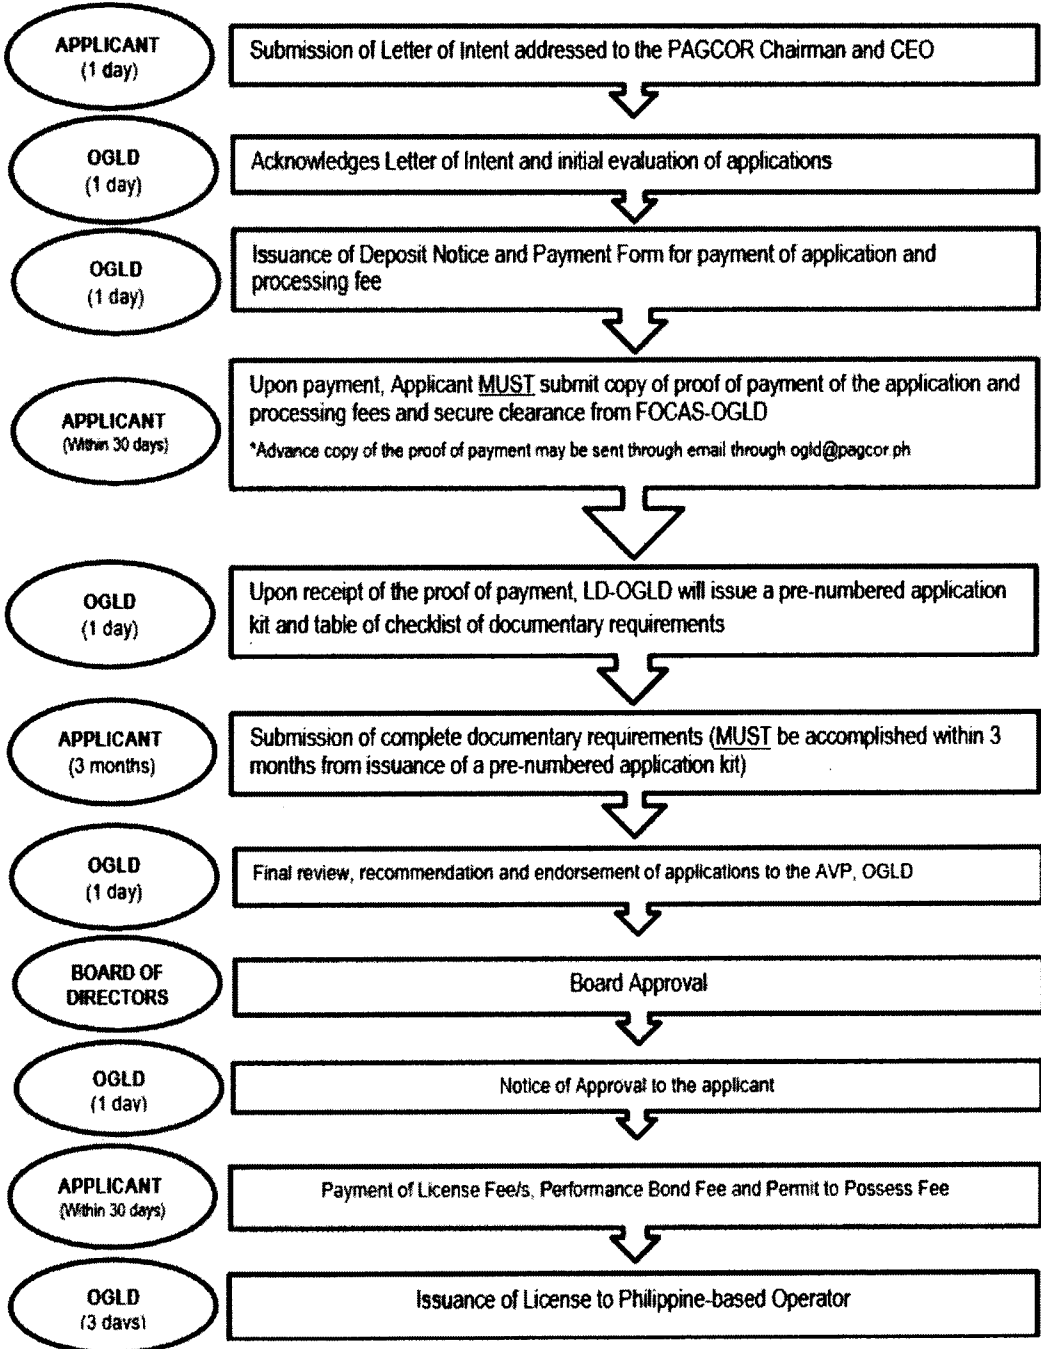 APPLICANT
(1 day)
Submission of Letter of Intent addressed to the PAGCOR Chairman and CEO
OGLD
(1 day)
Acknowledges Letter of Intent and initial evaluation of applications
OGLD
(1 day)
Issuance of Deposit Notice and Payment Form for payment of application and
processing fee
APPLICANT
(Within 30 days)
Upon payment, Applicant MUST submit copy of proof of payment of the application and
processing fees and secure clearance from FOCAS-OGLD
*Advance copy of the proof of payment may be sent through email through ogld@pagcor.ph
OGLD
(1 day)
Upon receipt of the proof of payment, LD-OGLD will issue a pre-numbered application
kit and table of checklist of documentary requirements
APPLICANT
(3 months)
Submission of complete documentary requirements (MUST be accomplished within 3
months from issuance of a pre-numbered application kit)
OGLD
(1 day)
Final review, recommendation and endorsement of applications to the AVP, OGLD
BOARD OF
DIRECTORS
Board Approval
OGLD
(1 day)
Notice of Approval to the applicant
APPLICANT
(Within 30 days)
Payment of License Fee/s, Performance Bond Fee and Permit to Possess Fee
OGLD
(3 days)
Issuance of License to Philippine-based Operator